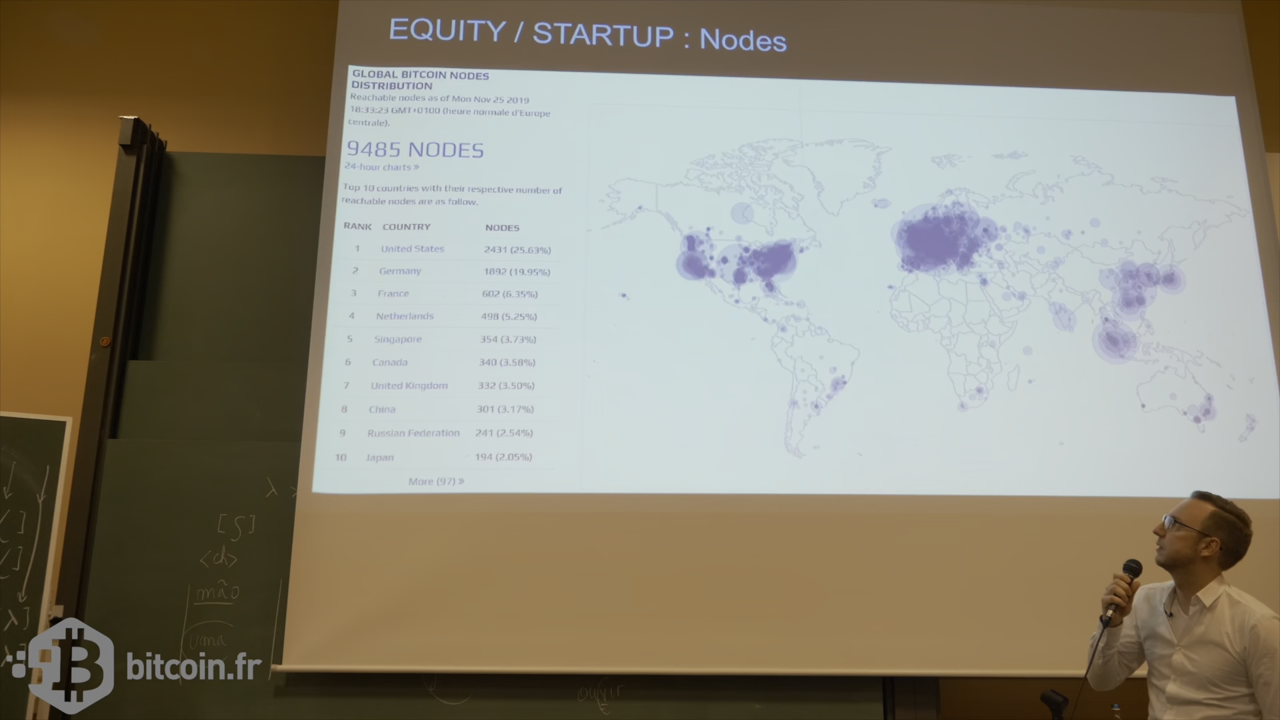 EQUITY / STARTUP : Nodes
GLOBAL BITCOIN NODES
DISTRIBUTION
Reachable nodes as of Mon Nov 25 2019
18:33:23 GMT+0100 (heure normale d'Europe
centrale).
9485 NODES
24-hour charts »
Top 10 countries with their respective number of
reachable nodes are as follow.
RANK COUNTRY NODES
1 United States 2431 (25.63%)
2 Germany 1892 (19.95%)
3 France 602 (6.35%)
4 Netherlands 498 (5.25%)
5 Singapore 354 (3.73%)
6 Canada 340 (3.58%)
7 United Kingdom 332 (3.50%)
8 China 301 (3.17%)
9 Russian Federation 241 (2.54%)
10 Japan 194 (2.05%)
More (97) »
λ
[ʒ]
mão
uma
λ]
ouvir
bitcoin.fr